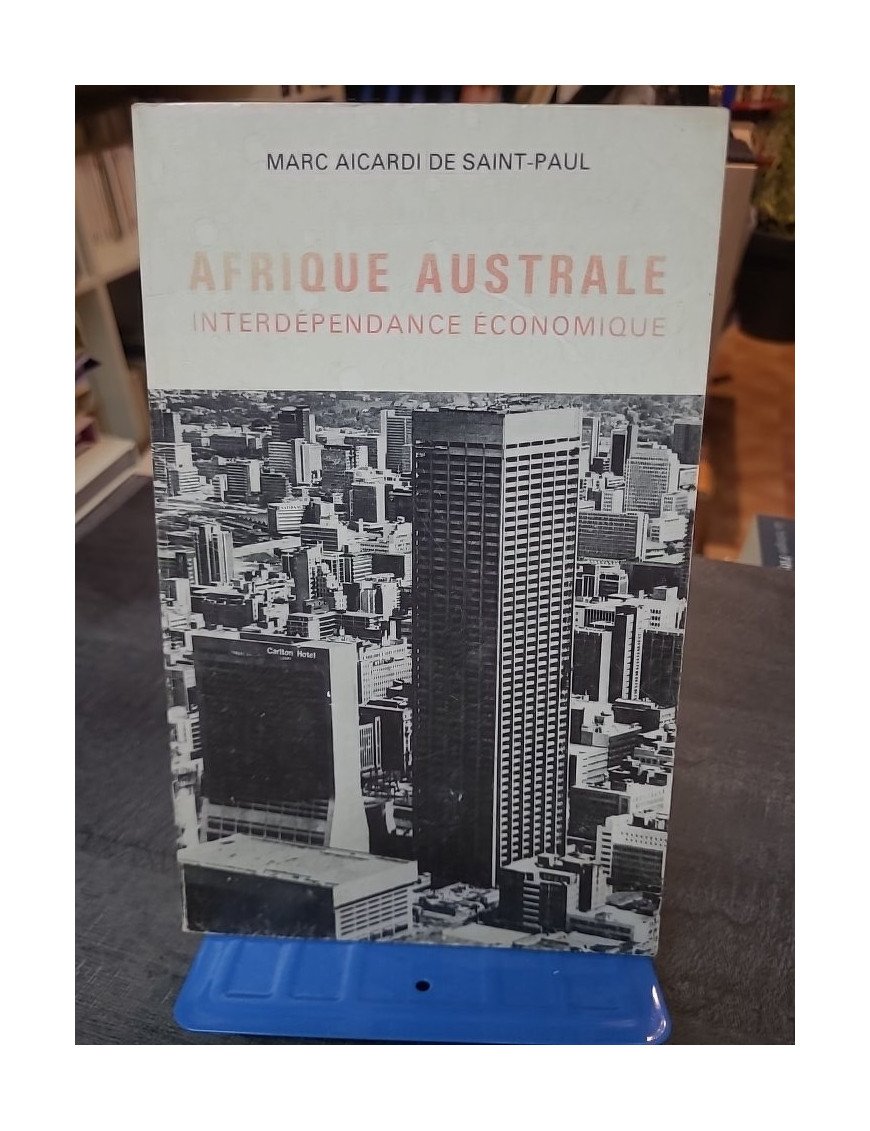 MARC AICARDI DE SAINT-PAUL
AFRIQUE AUSTRALE
INTERDÉPENDANCE ÉCONOMIQUE
Carlton Hotel